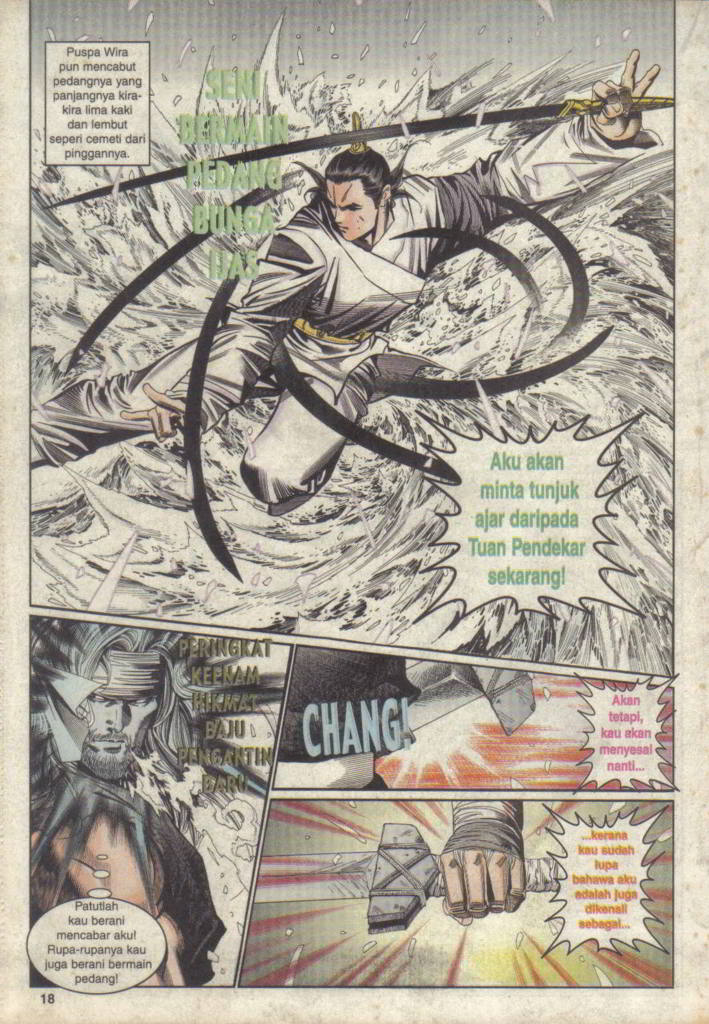 Puspa Wira
pun mencabut
pedangnya yang
panjangnya kira-
kira lima kaki
dan lembut
seperi cemeti dari
pinggannya.
SENI
BERMAIN
PEDANG
BUNGA
IJAS
Aku akan
minta tunjuk
ajar daripada
Tuan Pendekar
sekarang!
PERINGKAT
KEENAM
HIKMAT
BAJU
PENGANTIN
BARU
Patutlah
kau berani
mencabar aku!
Rupa-rupanya kau
juga berani bermain
pedang!
CHANG!
Akan
tetapi,
kau akan
menyesal
nanti...
...kerana
kau sudah
lupa
bahawa aku
adalah juga
dikenali
sebagai...
18